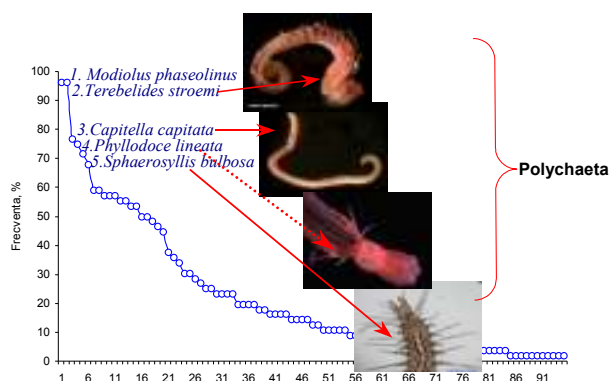 1. Modiolus phaseolinus
2.Terebelides stroemi
3.Capitella capitata
4.Phyllodoce lineata
5.Sphaerosyllis bulbosa
Polychaeta
Frecventa, %
100
90
80
70
60
50
40
30
20
10
0
1 6 11 16 21 26 31 36 41 46 51 56 61 66 71 76 81 86 91